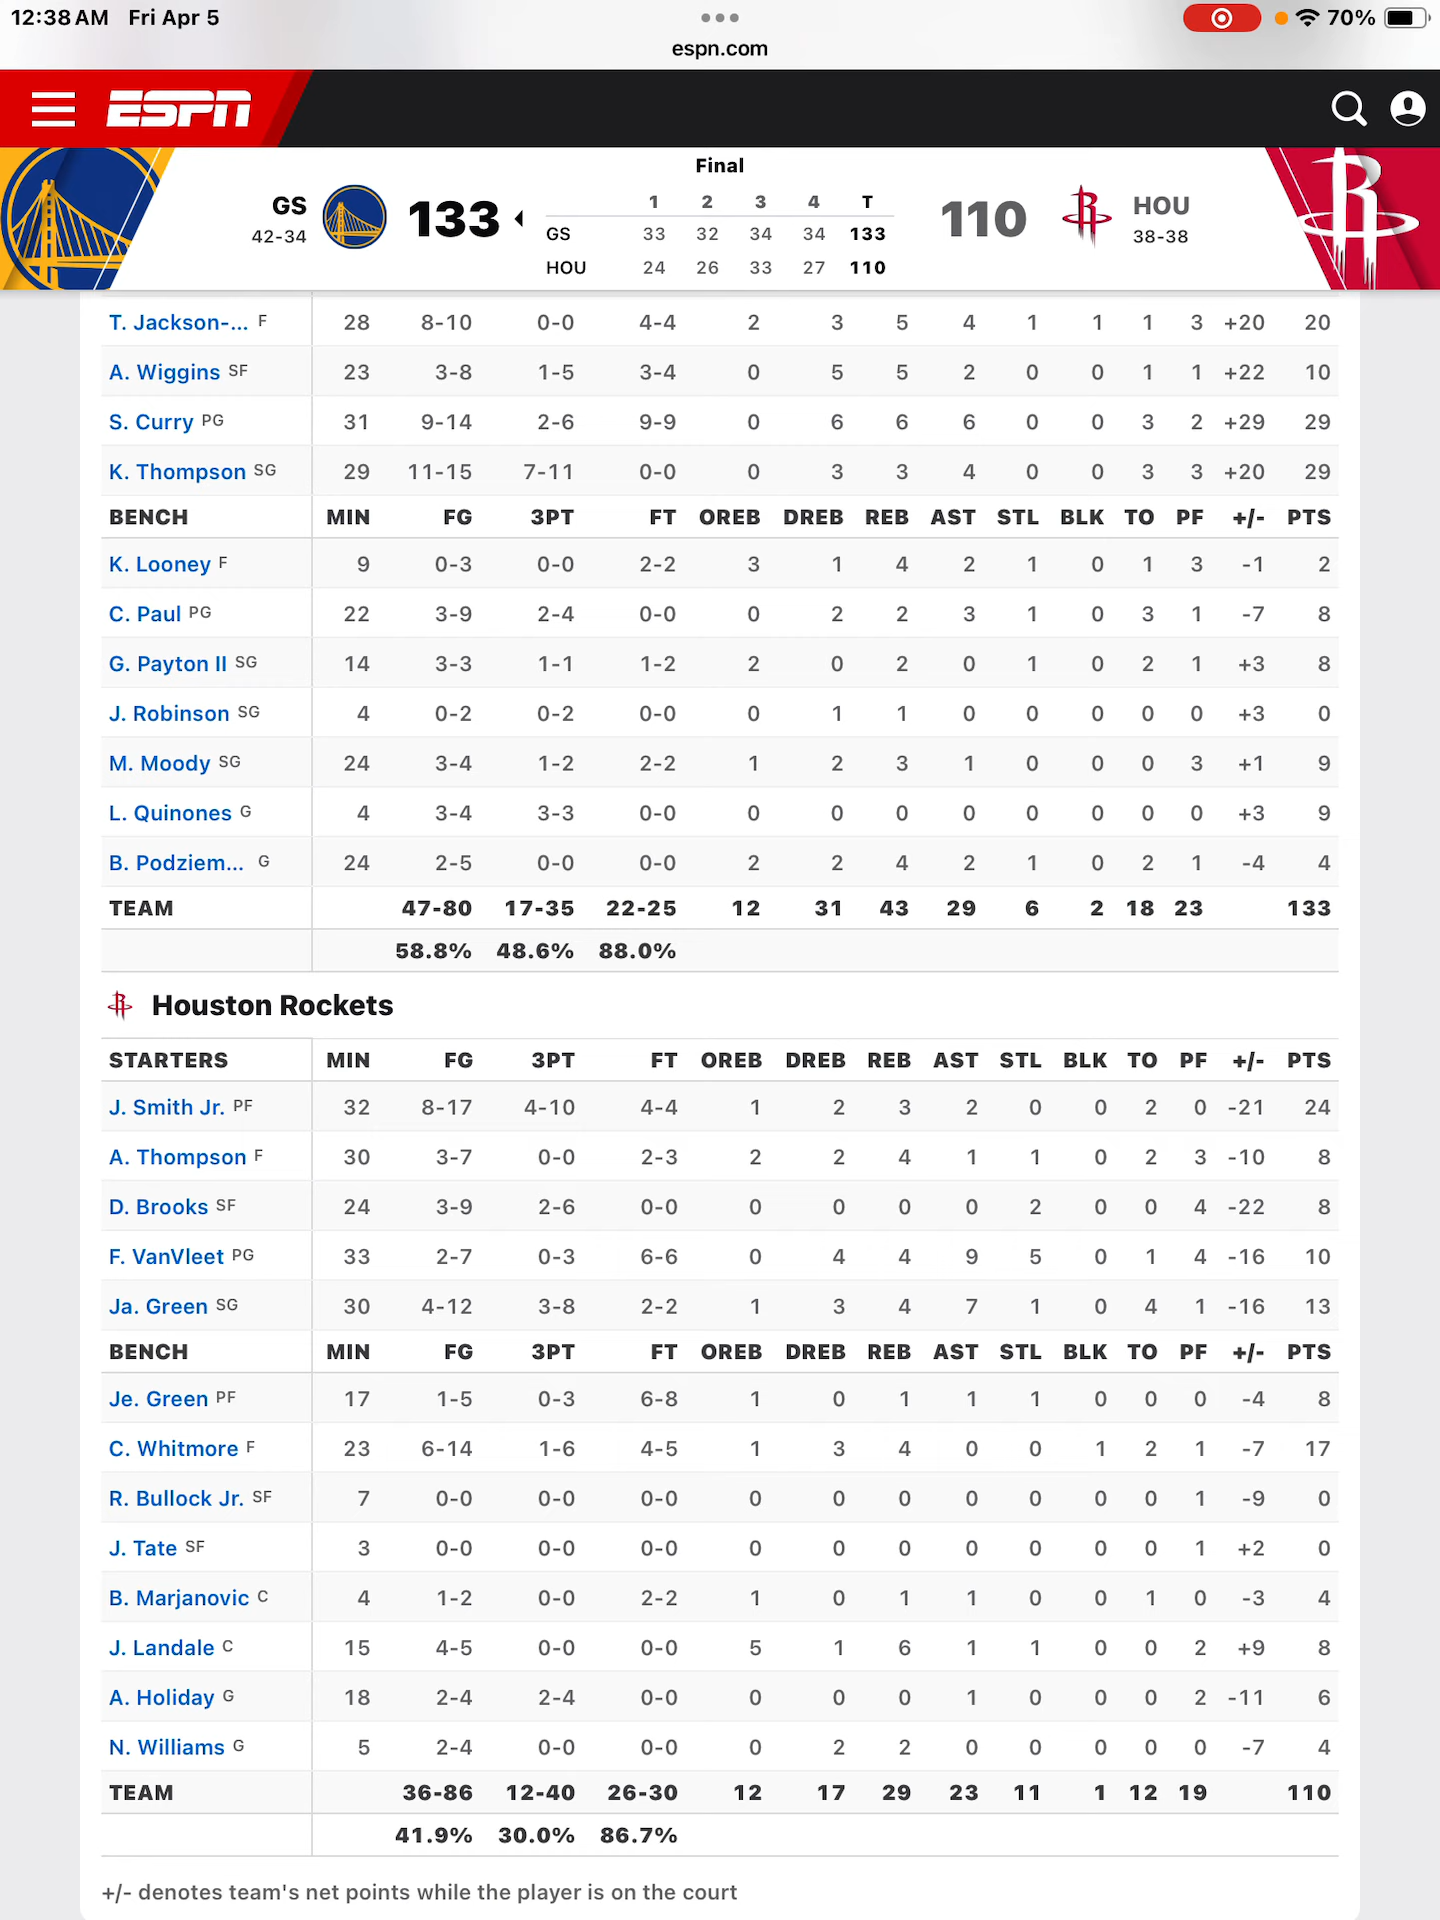 12:38 AM Fri Apr 5 70%
espn.com
ESPN
Final
GS 42-34 133 110 HOU 38-38
1 2 3 4 T
GS 33 32 34 34 133
HOU 24 26 33 27 110
T. Jackson-... F 28 8-10 0-0 4-4 2 3 5 4 1 1 1 3 +20 20
A. Wiggins SF 23 3-8 1-5 3-4 0 5 5 2 0 0 1 1 +22 10
S. Curry PG 31 9-14 2-6 9-9 0 6 6 6 0 0 3 2 +29 29
K. Thompson SG 29 11-15 7-11 0-0 0 3 3 4 0 0 3 3 +20 29
BENCH MIN FG 3PT FT OREB DREB REB AST STL BLK TO PF +/- PTS
K. Looney F 9 0-3 0-0 2-2 3 1 4 2 1 0 1 3 -1 2
C. Paul PG 22 3-9 2-4 0-0 0 2 2 3 1 0 3 1 -7 8
G. Payton II SG 14 3-3 1-1 1-2 2 0 2 0 1 0 2 1 +3 8
J. Robinson SG 4 0-2 0-2 0-0 0 1 1 0 0 0 0 0 +3 0
M. Moody SG 24 3-4 1-2 2-2 1 2 3 1 0 0 0 3 +1 9
L. Quinones G 4 3-4 3-3 0-0 0 0 0 0 0 0 0 0 +3 9
B. Podziem... G 24 2-5 0-0 0-0 2 2 4 2 1 0 2 1 -4 4
TEAM 47-80 17-35 22-25 12 31 43 29 6 2 18 23 133
58.8% 48.6% 88.0%
Houston Rockets
STARTERS MIN FG 3PT FT OREB DREB REB AST STL BLK TO PF +/- PTS
J. Smith Jr. PF 32 8-17 4-10 4-4 1 2 3 2 0 0 2 0 -21 24
A. Thompson F 30 3-7 0-0 2-3 2 2 4 1 1 0 2 3 -10 8
D. Brooks SF 24 3-9 2-6 0-0 0 0 0 0 2 0 0 4 -22 8
F. VanVleet PG 33 2-7 0-3 6-6 0 4 4 9 5 0 1 4 -16 10
Ja. Green SG 30 4-12 3-8 2-2 1 3 4 7 1 0 4 1 -16 13
BENCH MIN FG 3PT FT OREB DREB REB AST STL BLK TO PF +/- PTS
Je. Green PF 17 1-5 0-3 6-8 1 0 1 1 1 0 0 0 -4 8
C. Whitmore F 23 6-14 1-6 4-5 1 3 4 0 0 1 2 1 -7 17
R. Bullock Jr. SF 7 0-0 0-0 0-0 0 0 0 0 0 0 0 1 -9 0
J. Tate SF 3 0-0 0-0 0-0 0 0 0 0 0 0 0 1 +2 0
B. Marjanovic C 4 1-2 0-0 2-2 1 0 1 1 0 0 1 0 -3 4
J. Landale C 15 4-5 0-0 0-0 5 1 6 1 1 0 0 2 +9 8
A. Holiday G 18 2-4 2-4 0-0 0 0 0 1 0 0 0 2 -11 6
N. Williams G 5 2-4 0-0 0-0 0 2 2 0 0 0 0 0 -7 4
TEAM 36-86 12-40 26-30 12 17 29 23 11 1 12 19 110
41.9% 30.0% 86.7%
+/- denotes team's net points while the player is on the court